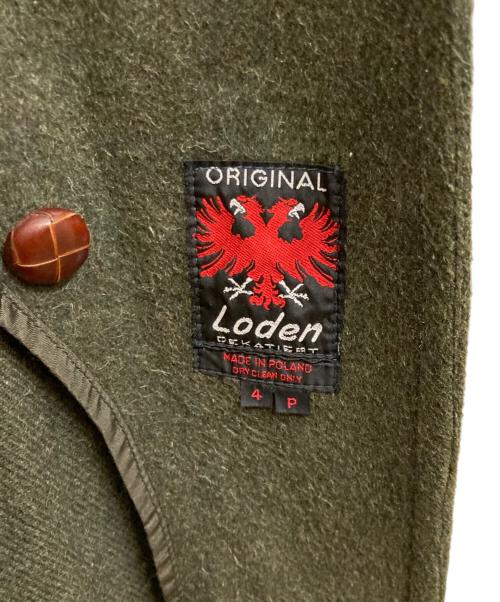 ORIGINAL
Loden
DEKATIERT
MADE IN POLAND
DRY CLEAN ONLY
4 P